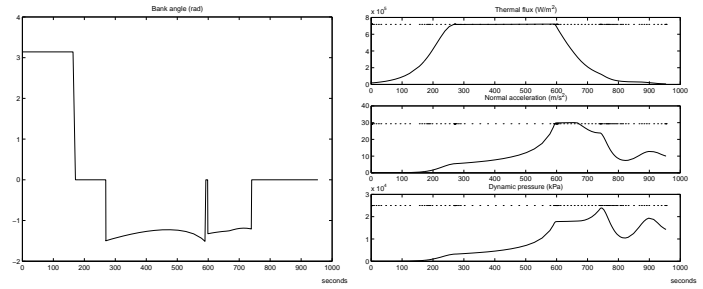 Bank angle (rad)
4
3
2
1
0
−1
−2
0 100 200 300 400 500 600 700 800 900 1000
seconds
Thermal flux (W/m²)
x 10⁵
8
6
4
2
0
0 100 200 300 400 500 600 700 800 900 1000
Normal acceleration (m/s²)
40
30
20
10
0
0 100 200 300 400 500 600 700 800 900 1000
Dynamic pressure (kPa)
x 10⁴
3
2
1
0
0 100 200 300 400 500 600 700 800 900 1000
seconds